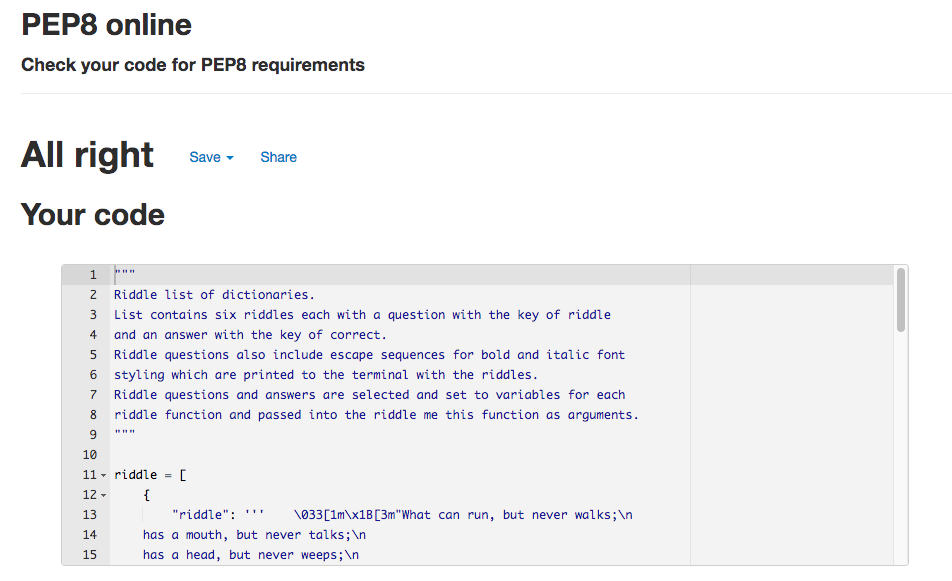 PEP8 online
Check your code for PEP8 requirements
All right Save Share
Your code
1 """
2 Riddle list of dictionaries.
3 List contains six riddles each with a question with the key of riddle
4 and an answer with the key of correct.
5 Riddle questions also include escape sequences for bold and italic font
6 styling which are printed to the terminal with the riddles.
7 Riddle questions and answers are selected and set to variables for each
8 riddle function and passed into the riddle me this function as arguments.
9 """
10
11 riddle = [
12 {
13 "riddle": '''    \033[1m\x1B[3m"What can run, but never walks;\n
14 has a mouth, but never talks;\n
15 has a head, but never weeps;\n